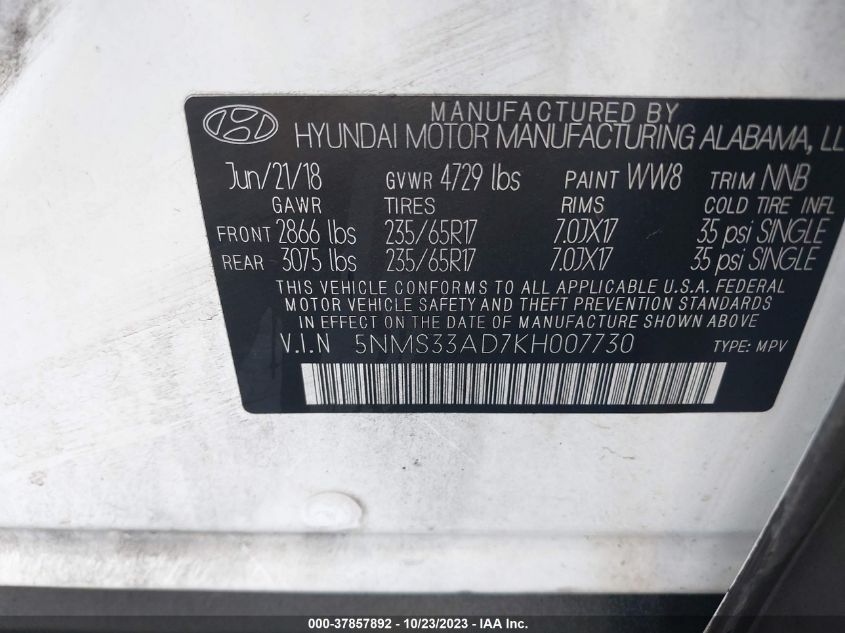 MANUFACTURED BY
HYUNDAI MOTOR MANUFACTURING ALABAMA, LL
Jun/21/18 GVWR 4729 lbs PAINT WW8 TRIM NNB
GAWR TIRES RIMS COLD TIRE INFL
FRONT 2866 lbs 235/65R17 7.0JX17 35 psi SINGLE
REAR 3075 lbs 235/65R17 7.0JX17 35 psi SINGLE
THIS VEHICLE CONFORMS TO ALL APPLICABLE U.S.A. FEDERAL
MOTOR VEHICLE SAFETY AND THEFT PREVENTION STANDARDS
IN EFFECT ON THE DATE OF MANUFACTURE SHOWN ABOVE.
V.I.N 5NMS33AD7KH007730 TYPE: MPV
000-37857892 - 10/23/2023 - IAA Inc.